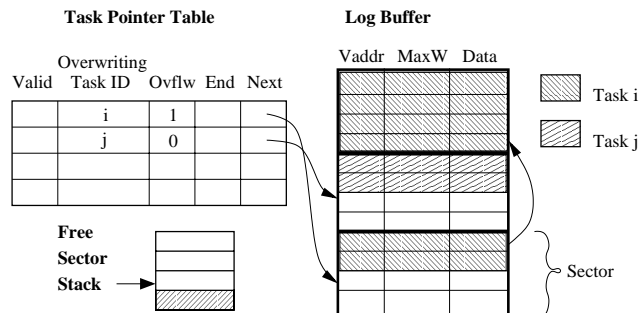 Task Pointer Table
Log Buffer
Overwriting
Valid Task ID Ovflw End Next
Vaddr MaxW Data
i 1
j 0
Task i
Task j
Free
Sector
Stack
Sector